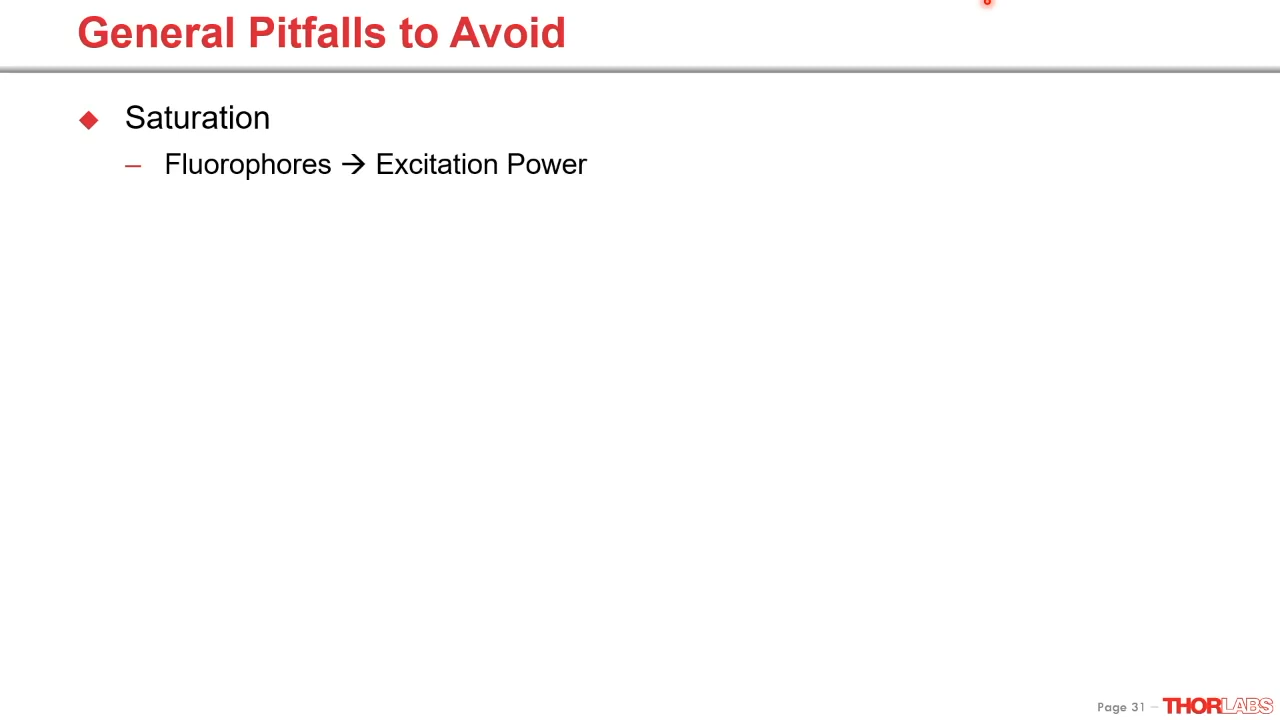 General Pitfalls to Avoid
Saturation
– Fluorophores → Excitation Power
Page 31 – THORLABS